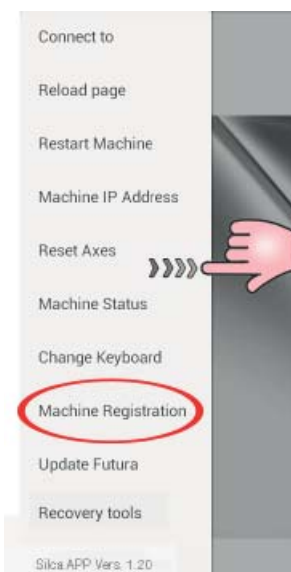 Connect to
Reload page
Restart Machine
Machine IP Address
Reset Axes
Machine Status
Change Keyboard
Machine Registration
Update Futura
Recovery tools
Silca APP Vers. 1.20